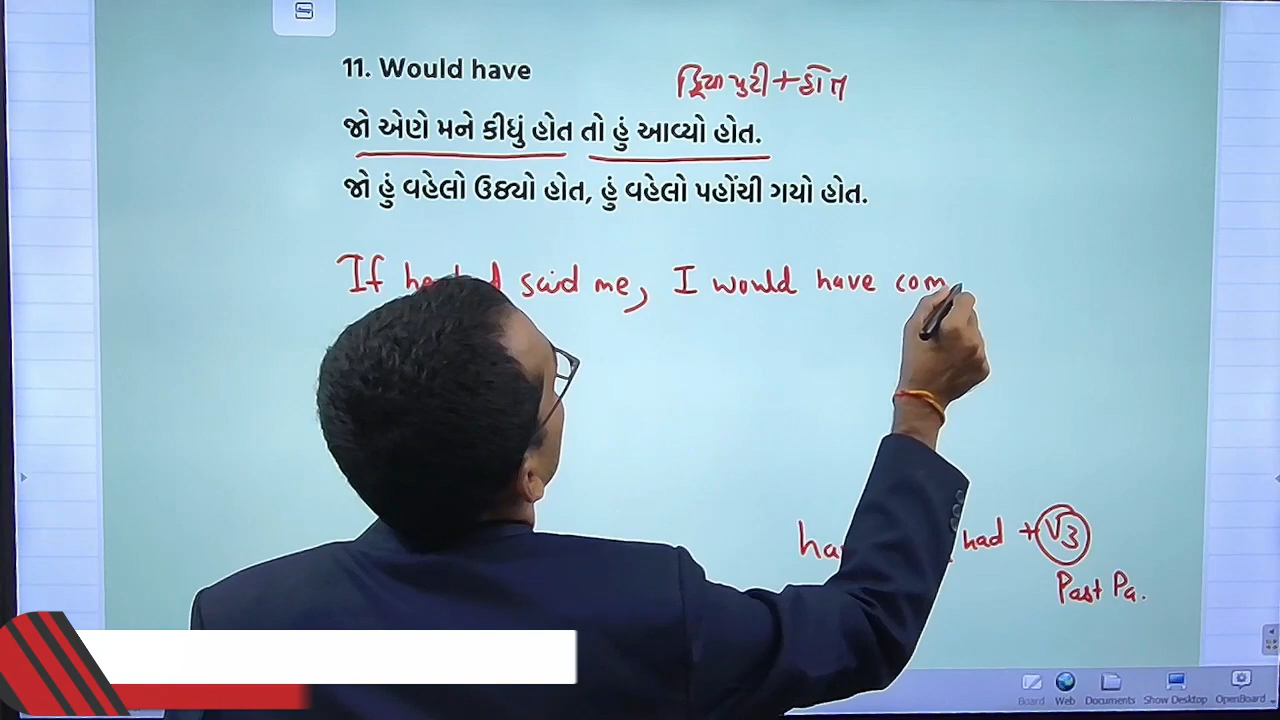 11. Would have
ક્રિયા પુરી + હોત
જો એણે મને કીધું હોત તો હું આવ્યો હોત.
જો હું વહેલો ઉઠ્યો હોત, હું વહેલો પહોંચી ગયો હોત.
If said me, I would have com
had + V3
Past Pa.
Board Web Documents Show Desktop OpenBoard